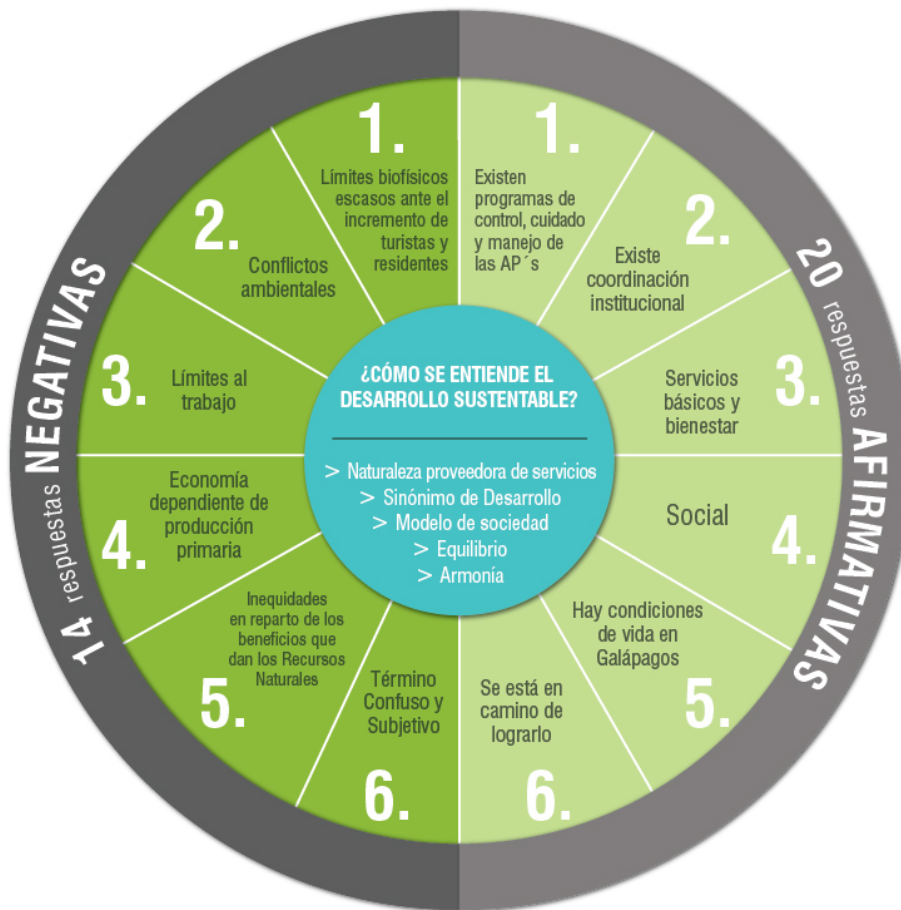 ¿CÓMO SE ENTIENDE EL
DESARROLLO SUSTENTABLE?
> Naturaleza proveedora de servicios
> Sinónimo de Desarrollo
> Modelo de sociedad
> Equilibrio
> Armonía
14 respuestas NEGATIVAS
1.
Límites biofísicos
escasos ante el
incremento de
turistas y
residentes
2.
Conflictos
ambientales
3.
Límites al
trabajo
4.
Economía
dependiente de
producción
primaria
5.
Inequidades
en reparto de los
beneficios que
dan los Recursos
Naturales
6.
Término
Confuso y
Subjetivo
20 respuestas AFIRMATIVAS
1.
Existen
programas de
control, cuidado
y manejo de
las AP´s
2.
Existe
coordinación
institucional
3.
Servicios
básicos y
bienestar
4.
Social
5.
Hay condiciones
de vida en
Galápagos
6.
Se está en
camino de
lograrlo